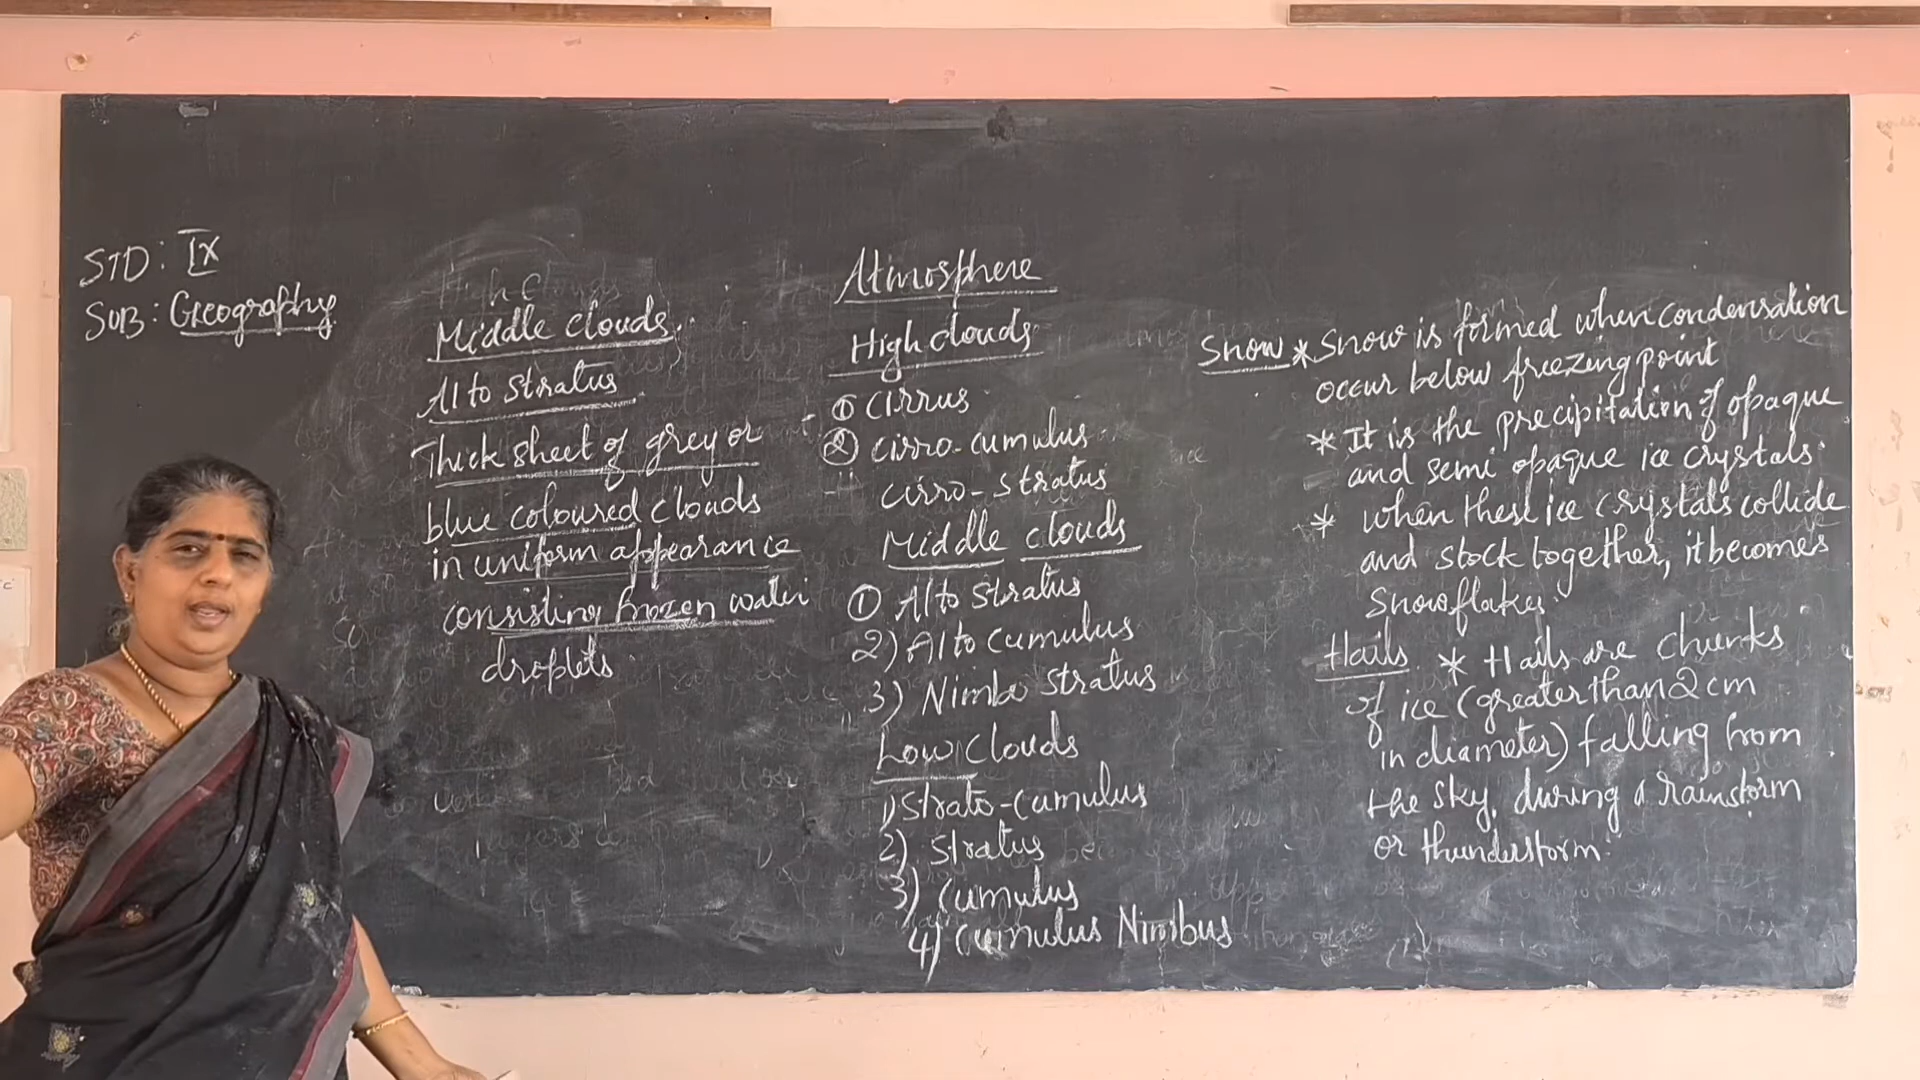 STD: IX
SUB: Geography
High Clouds
Middle clouds.
Alto stratus
Thick sheet of grey or
blue coloured clouds
in uniform appearance
consisting frozen water
droplets
Atmosphere
High clouds
① Cirrus
② Cirro-cumulus
Cirro-stratus
Middle clouds
① Alto stratus
2) Alto cumulus
3) Nimbo stratus
Low clouds
1) Strato-cumulus
2) Stratus
3) Cumulus
4) Cumulus Nimbus
Snow * Snow is formed when condensation
occur below freezing point
* It is the precipitation of opaque
and semi opaque ice crystals.
* when these ice crystals collide
and stock together, it becomes
Snowflakes.
Hails * Hails are chunks
of ice (greater than 2 cm
in diameter) falling from
the sky, during a rainstorm
or thunderstorm.